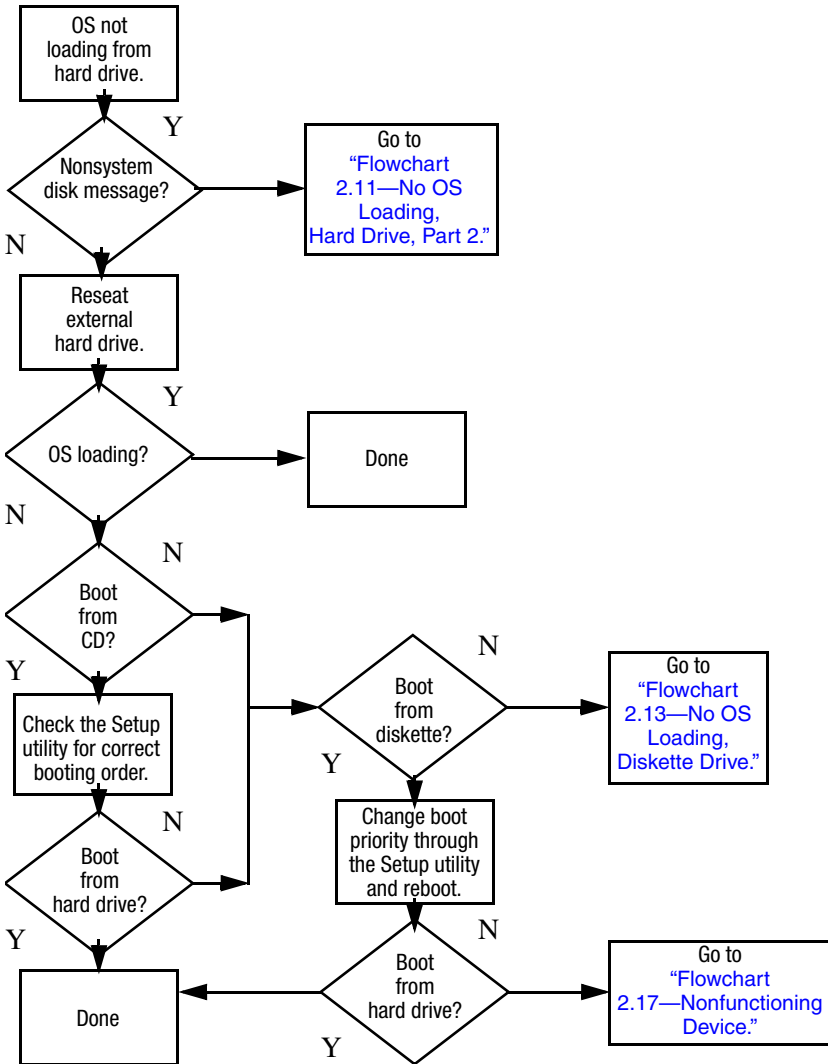 OS not
loading from
hard drive.
Y
Nonsystem
disk message?
Go to
“Flowchart
2.11—No OS
Loading,
Hard Drive, Part 2.”
N
Reseat
external
hard drive.
Y
OS loading?
Done
N
N
Boot
from
CD?
Y
Check the Setup
utility for correct
booting order.
N
Boot
from
hard drive?
Y
Done
Boot
from
diskette?
N
Go to
“Flowchart
2.13—No OS
Loading,
Diskette Drive.”
Y
Change boot
priority through
the Setup utility
and reboot.
N
Boot
from
hard drive?
Y
Go to
“Flowchart
2.17—Nonfunctioning
Device.”